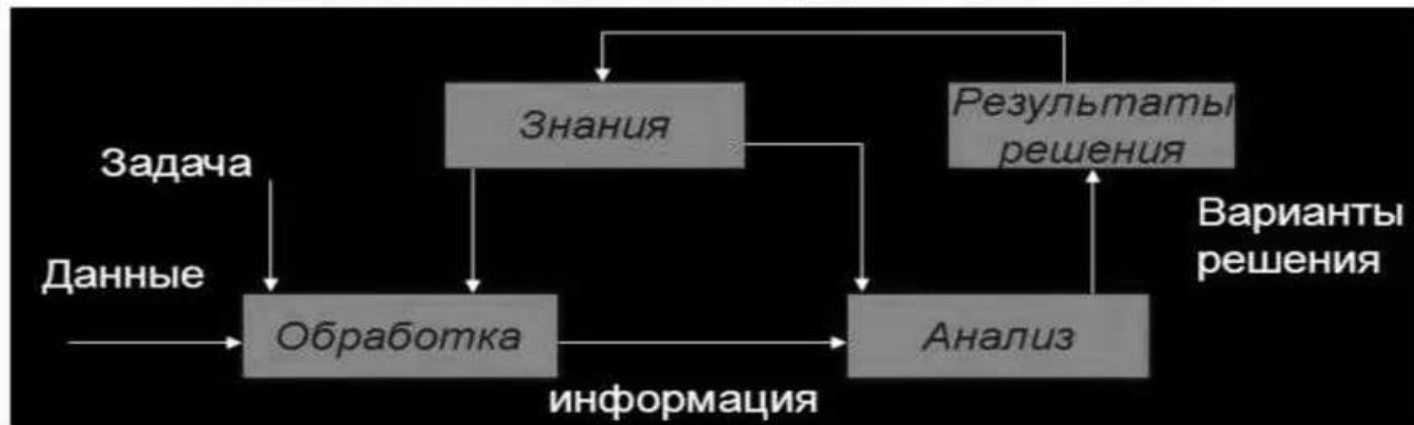 Знания
Результаты
решения
Задача
Варианты
решения
Данные
Обработка
Анализ
информация